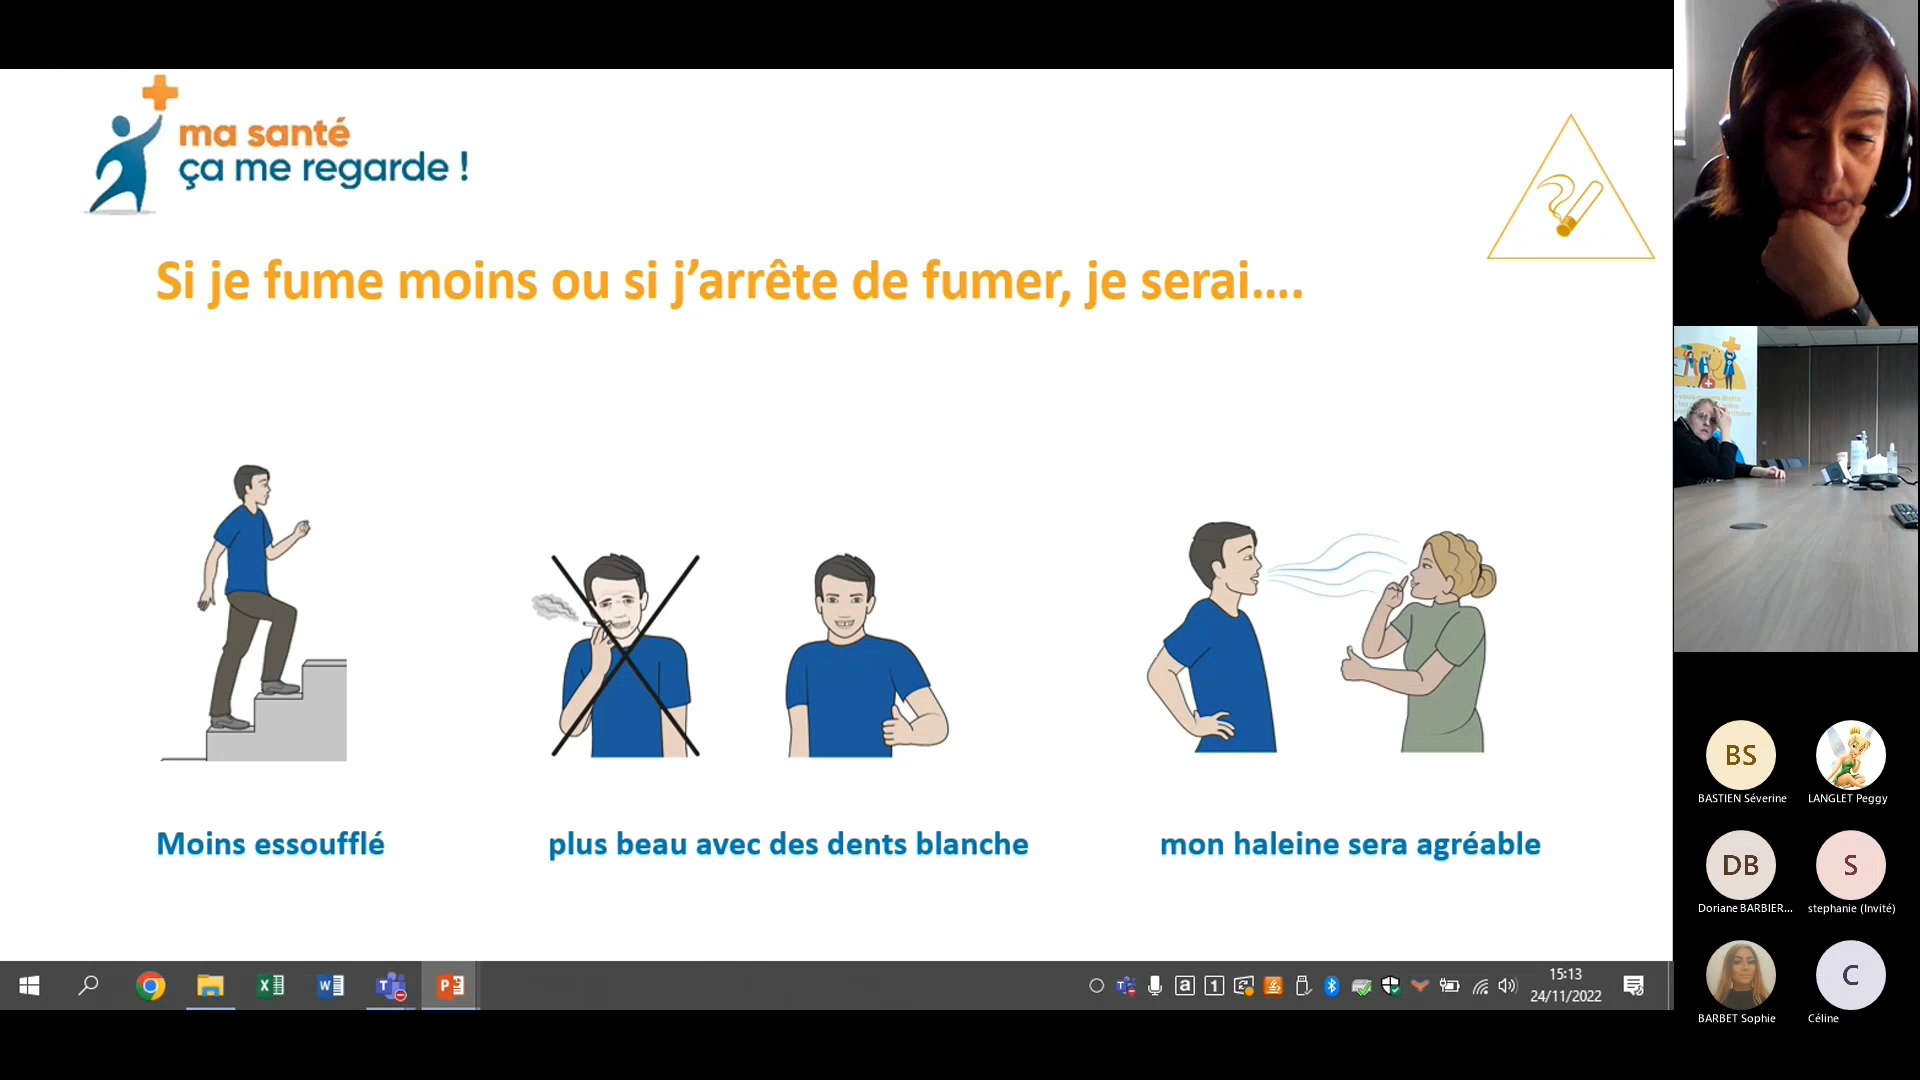 ma santé
ça me regarde !
Si je fume moins ou si j’arrête de fumer, je serai....
Moins essoufflé
plus beau avec des dents blanche
mon haleine sera agréable
BS
BASTIEN Séverine
LANGLET Peggy
DB
Doriane BARBIER...
S
stephanie (Invité)
BARBET Sophie
C
Céline
15:13
24/11/2022